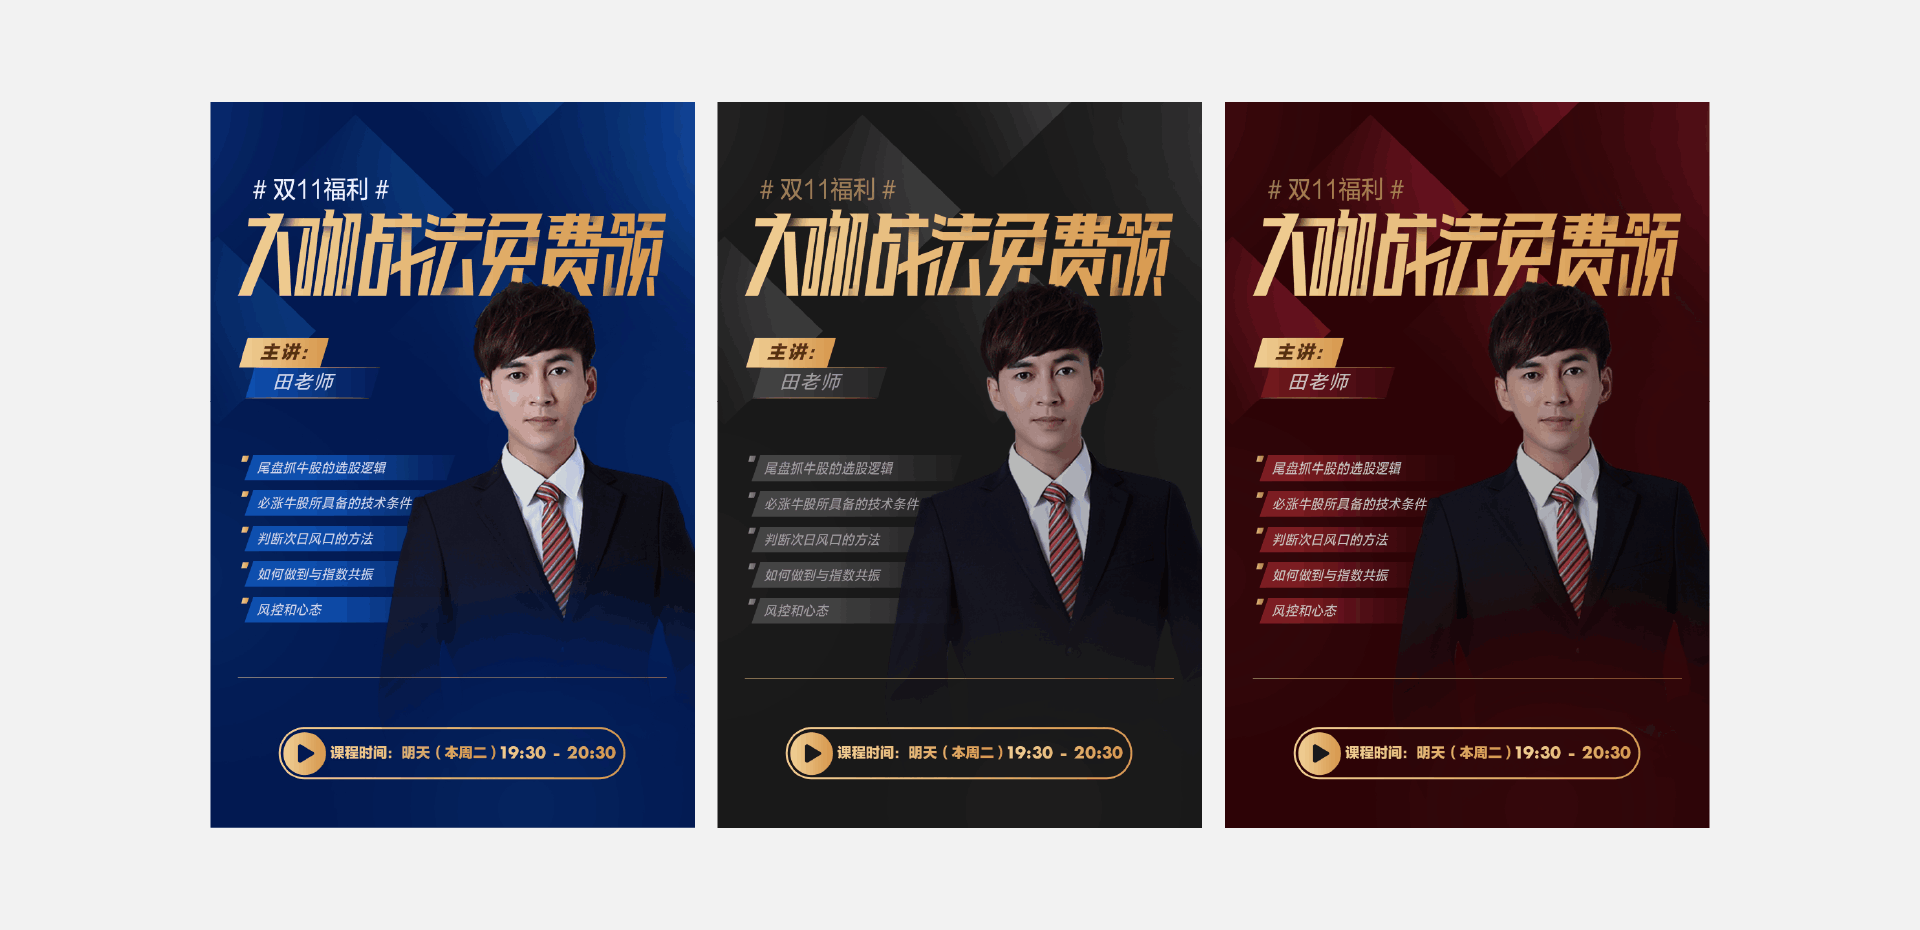 # 双11福利 #
大咖战法免费领
主讲:
田老师
尾盘抓牛股的选股逻辑
必涨牛股所具备的技术条件
判断次日风口的方法
如何做到与指数共振
风控和心态
课程时间：明天（本周二）19:30 - 20:30
# 双11福利 #
大咖战法免费领
主讲:
田老师
尾盘抓牛股的选股逻辑
必涨牛股所具备的技术条件
判断次日风口的方法
如何做到与指数共振
风控和心态
课程时间：明天（本周二）19:30 - 20:30
# 双11福利 #
大咖战法免费领
主讲:
田老师
尾盘抓牛股的选股逻辑
必涨牛股所具备的技术条件
判断次日风口的方法
如何做到与指数共振
风控和心态
课程时间：明天（本周二）19:30 - 20:30